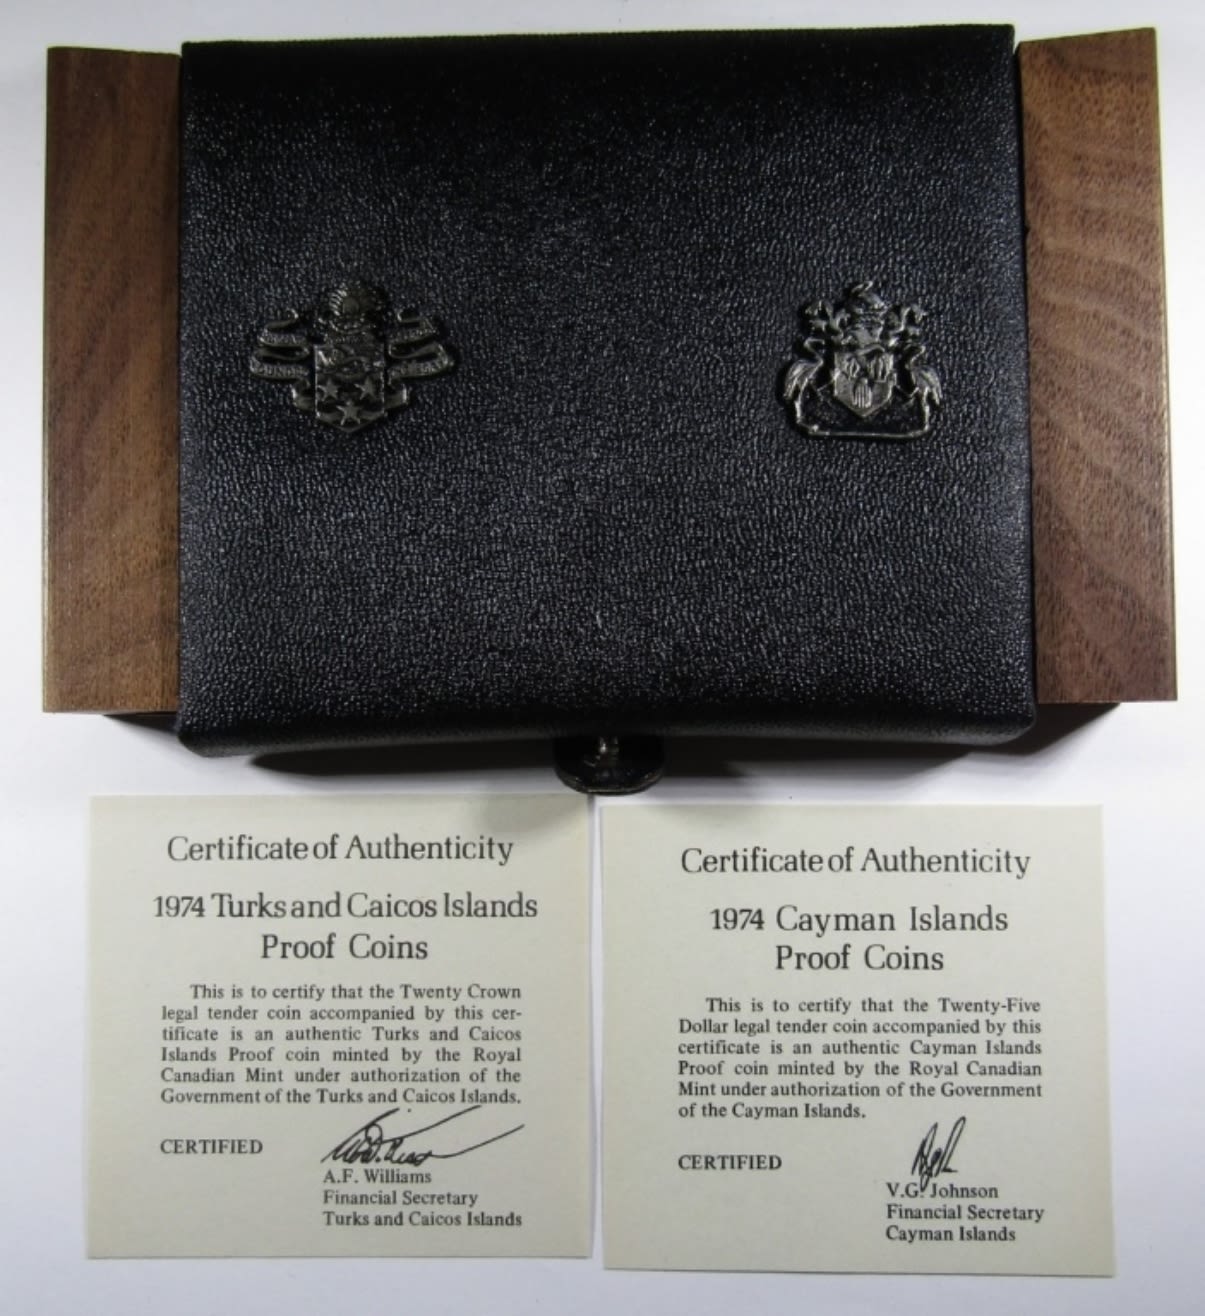 Certificate of Authenticity
1974 Turks and Caicos Islands
Proof Coins
This is to certify that the Twenty Crown
legal tender coin accompanied by this cer-
tificate is an authentic Turks and Caicos
Islands Proof coin minted by the Royal
Canadian Mint under authorization of the
Government of the Turks and Caicos Islands.
CERTIFIED
A.F. Williams
Financial Secretary
Turks and Caicos Islands
Certificate of Authenticity
1974 Cayman Islands
Proof Coins
This is to certify that the Twenty-Five
Dollar legal tender coin accompanied by this
certificate is an authentic Cayman Islands
Proof coin minted by the Royal Canadian
Mint under authorization of the Government
of the Cayman Islands.
CERTIFIED
V.G. Johnson
Financial Secretary
Cayman Islands